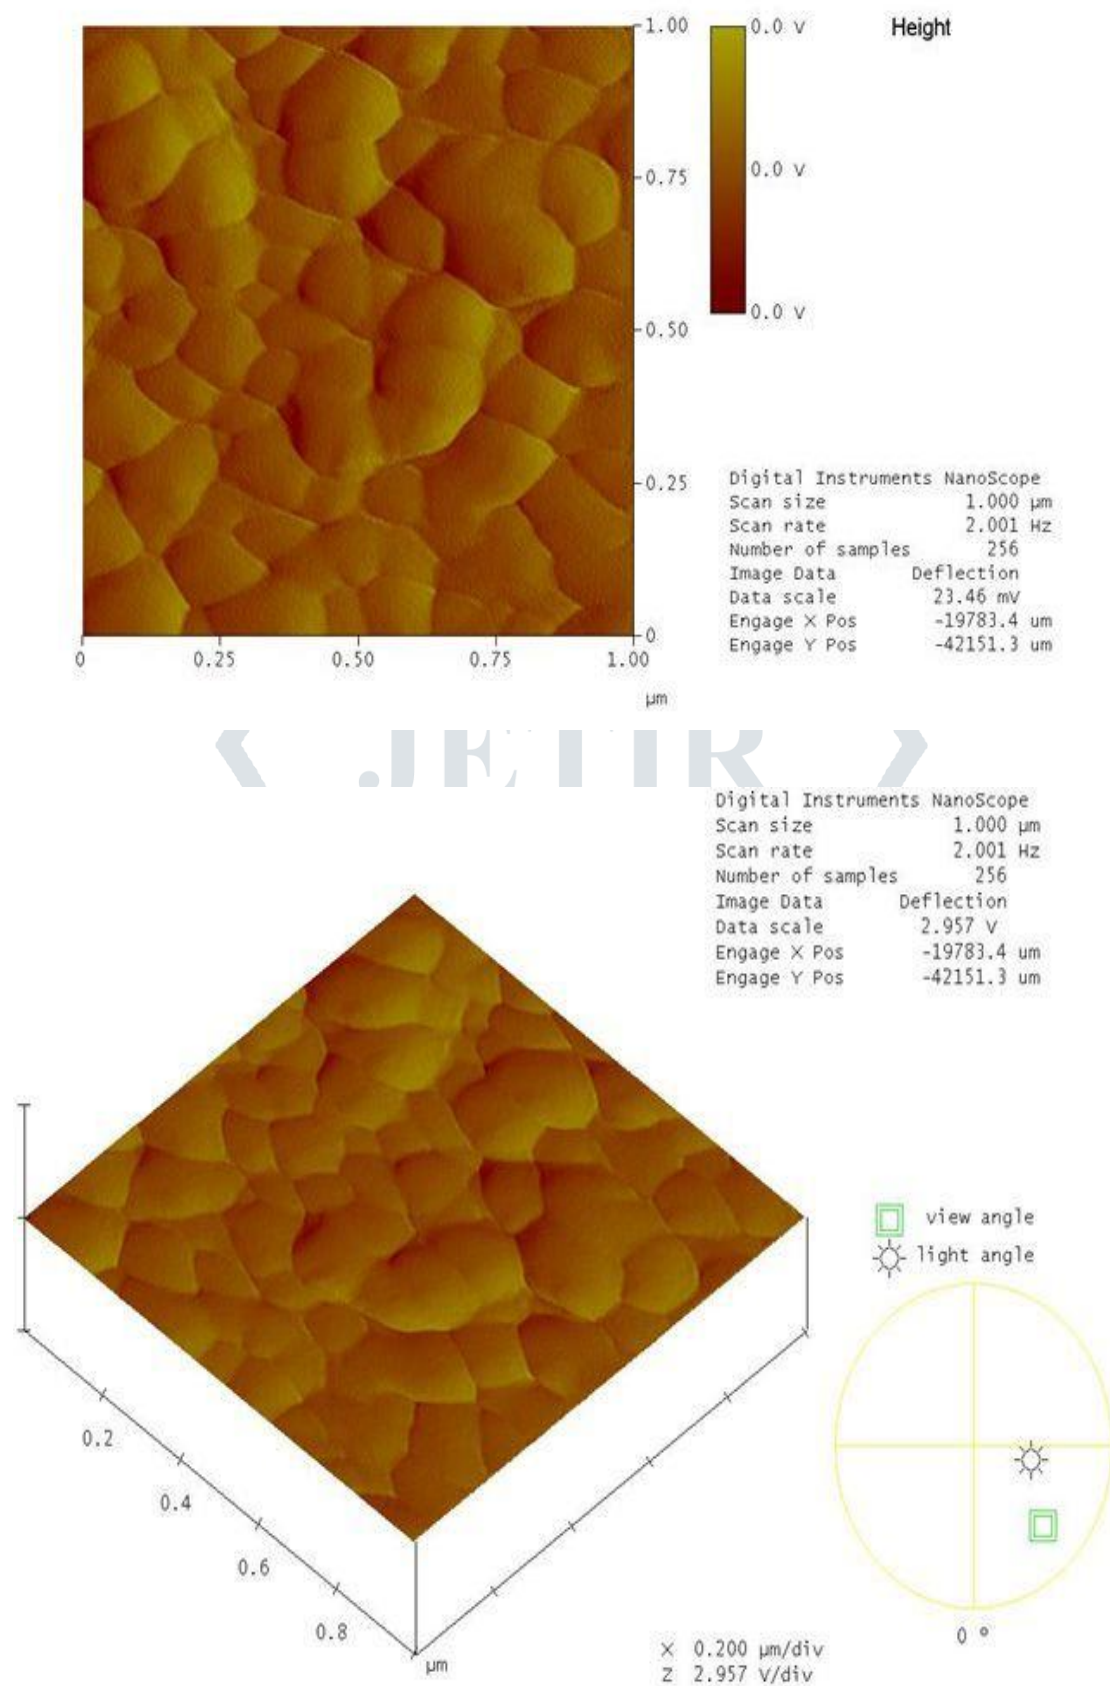 1.00
0.0 V
Height
0.75
0.0 V
0.50
0.0 V
0.25
0
0 0.25 0.50 0.75 1.00
µm
Digital Instruments NanoScope
Scan size 1.000 µm
Scan rate 2.001 Hz
Number of samples 256
Image Data Deflection
Data scale 23.46 mV
Engage X Pos -19783.4 um
Engage Y Pos -42151.3 um
JETIR
Digital Instruments NanoScope
Scan size 1.000 µm
Scan rate 2.001 Hz
Number of samples 256
Image Data Deflection
Data scale 2.957 V
Engage X Pos -19783.4 um
Engage Y Pos -42151.3 um
view angle
light angle
0.2
0.4
0.6
0.8
µm
X 0.200 µm/div
Z 2.957 V/div
0 º